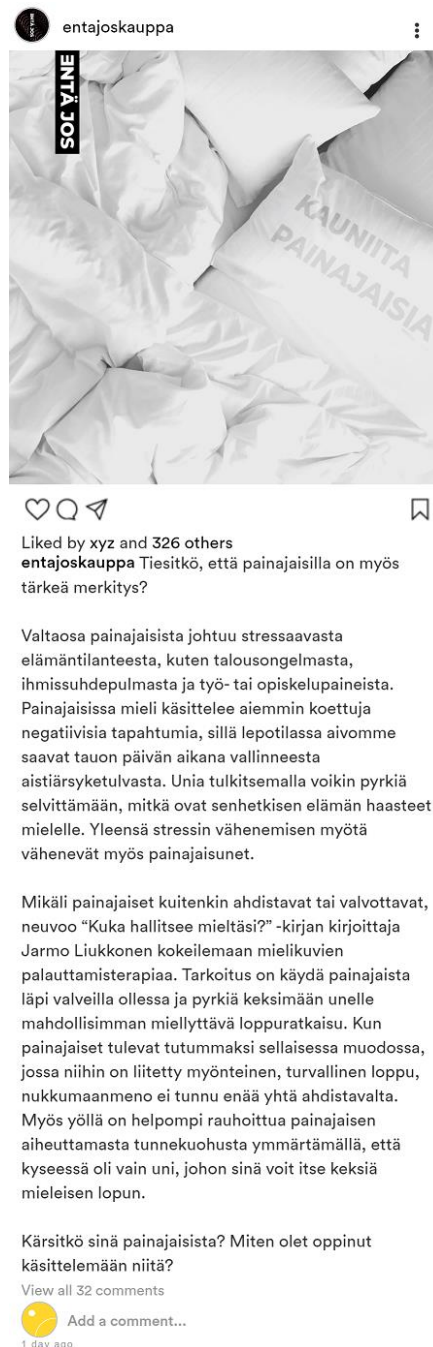 entajoskauppa
ENTÄ JOS
KAUNIITA
PAINAJAISIA
Liked by xyz and 326 others
entajoskauppa Tiesitkö, että painajaisilla on myös
tärkeä merkitys?
Valtaosa painajaisista johtuu stressaavasta
elämäntilanteesta, kuten talousongelmasta,
ihmissuhdepulmasta ja työ- tai opiskelupaineista.
Painajaisissa mieli käsittelee aiemmin koettuja
negatiivisia tapahtumia, sillä lepotilassa aivomme
saavat tauon päivän aikana vallinneesta
aistiärsyketulvasta. Unia tulkitsemalla voikin pyrkiä
selvittämään, mitkä ovat senhetkisen elämän haasteet
mielelle. Yleensä stressin vähenemisen myötä
vähenevät myös painajaisunet.
Mikäli painajaiset kuitenkin ahdistavat tai valvottavat,
neuvoo “Kuka hallitsee mieltäsi?” -kirjan kirjoittaja
Jarmo Liukkonen kokeilemaan mielikuvien
palauttamisterapiaa. Tarkoitus on käydä painajaista
läpi valveilla ollessa ja pyrkiä keksimään unelle
mahdollisimman miellyttävä loppuratkaisu. Kun
painajaiset tulevat tutummaksi sellaisessa muodossa,
jossa niihin on liitetty myönteinen, turvallinen loppu,
nukkumaanmeno ei tunnu enää yhtä ahdistavalta.
Myös yöllä on helpompi rauhoittua painajaisen
aiheuttamasta tunnekuohusta ymmärtämällä, että
kyseessä oli vain uni, johon sinä voit itse keksiä
mieleisen lopun.
Kärsitkö sinä painajaisista? Miten olet oppinut
käsittelemään niitä?
View all 32 comments
Add a comment...
1 day ago